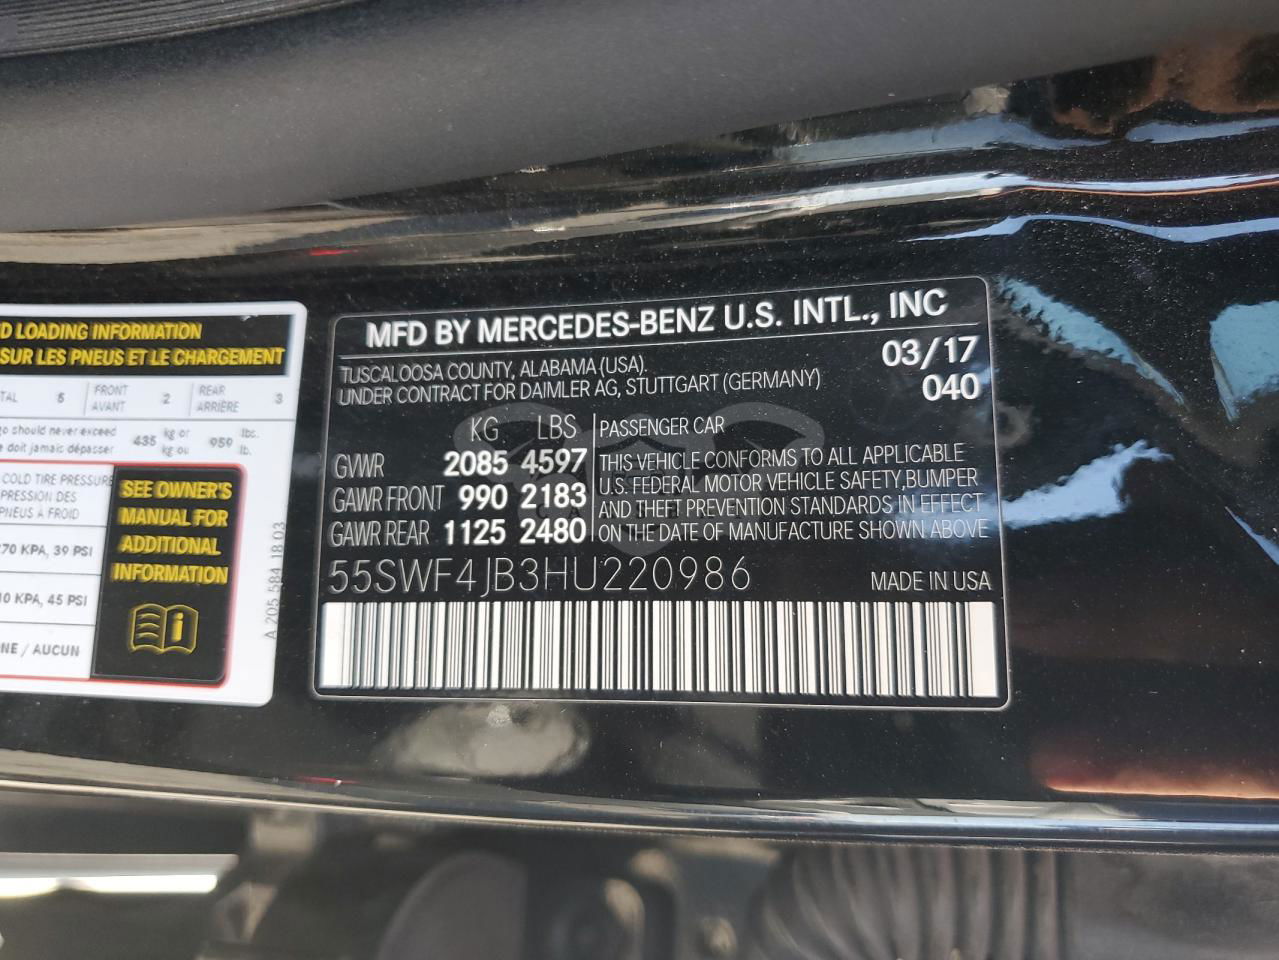 D LOADING INFORMATION
SUR LES PNEUS ET LE CHARGEMENT
TAL 5 FRONT AVANT 2 REAR ARRIÈRE 3
go should never exceed 435 kg or 959 lbs.
e doit jamais dépasser kg ou lb.
COLD TIRE PRESSURE
PRESSION DES
PNEUS À FROID
270 KPA, 39 PSI
10 KPA, 45 PSI
NE / AUCUN
SEE OWNER'S
MANUAL FOR
ADDITIONAL
INFORMATION
A 205 584 18 03
MFD BY MERCEDES-BENZ U.S. INTL., INC
TUSCALOOSA COUNTY, ALABAMA (USA). 03/17
UNDER CONTRACT FOR DAIMLER AG, STUTTGART (GERMANY) 040
KG LBS PASSENGER CAR
GVWR 2085 4597 THIS VEHICLE CONFORMS TO ALL APPLICABLE
U.S. FEDERAL MOTOR VEHICLE SAFETY, BUMPER
GAWR FRONT 990 2183 AND THEFT PREVENTION STANDARDS IN EFFECT
GAWR REAR 1125 2480 ON THE DATE OF MANUFACTURE SHOWN ABOVE
55SWF4JB3HU220986 MADE IN USA